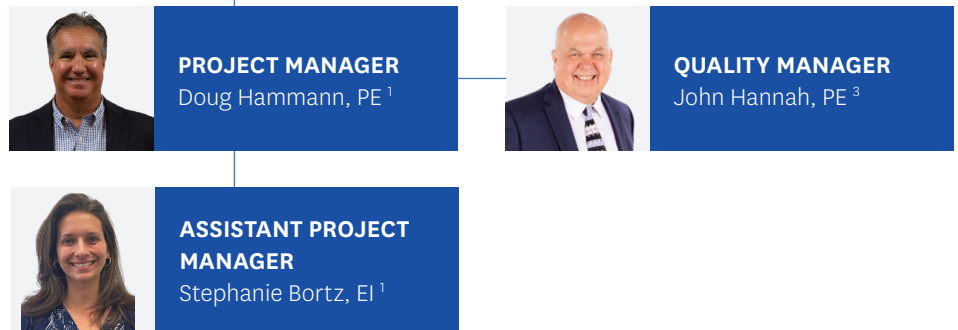 PROJECT MANAGER
Doug Hammann, PE ¹
QUALITY MANAGER
John Hannah, PE ³
ASSISTANT PROJECT
MANAGER
Stephanie Bortz, EI ¹